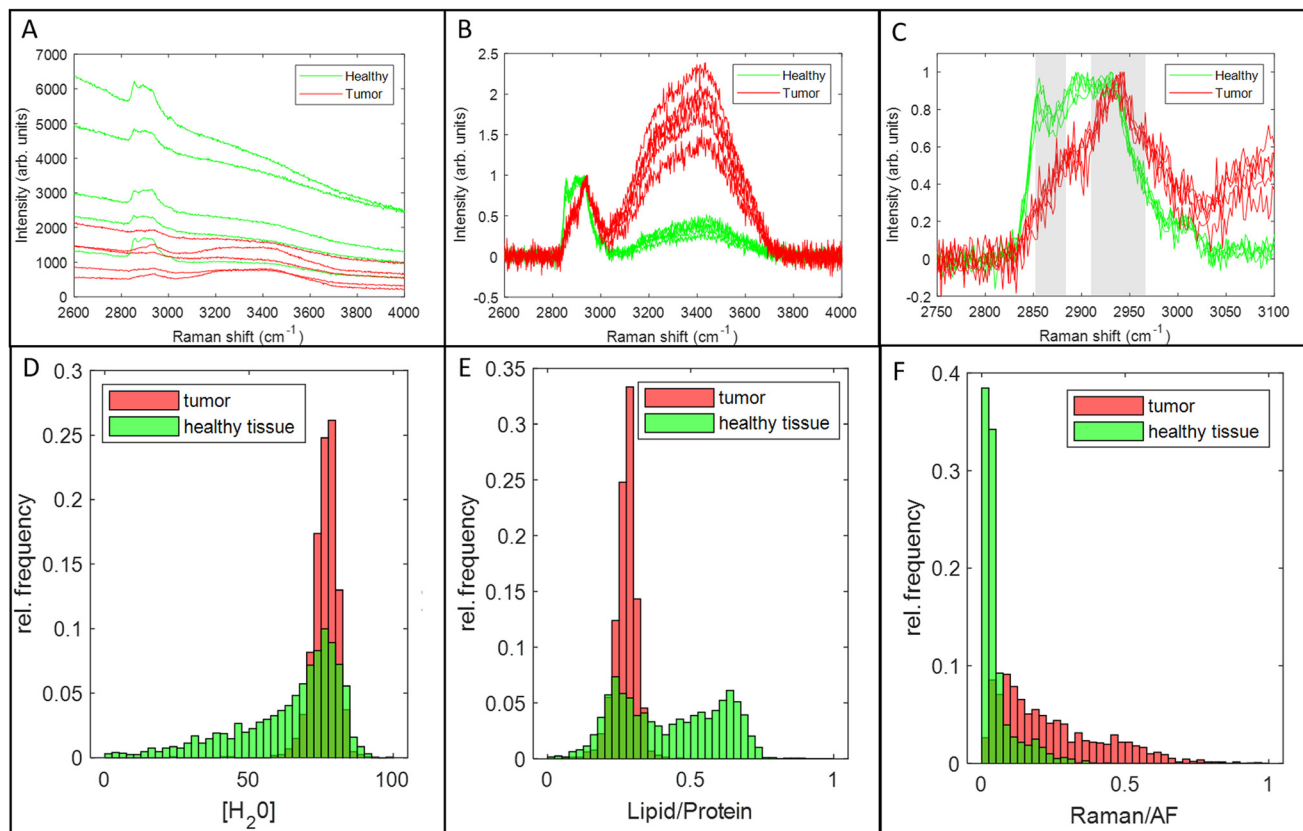 A
7000
6000
5000
4000
3000
2000
1000
0
Intensity (arb. units)
Healthy
Tumor
2600 2800 3000 3200 3400 3600 3800 4000
Raman shift (cm-1)
B
2.5
2
1.5
1
0.5
0
-0.5
Intensity (arb. units)
Healthy
Tumor
2600 2800 3000 3200 3400 3600 3800 4000
Raman shift (cm-1)
C
1
0.8
0.6
0.4
0.2
0
-0.2
Intensity (arb. units)
Healthy
Tumor
2750 2800 2850 2900 2950 3000 3050 3100
Raman shift (cm-1)
D
0.3
0.25
0.2
0.15
0.1
0.05
0
rel. frequency
tumor
healthy tissue
0 50 100
[H20]
E
0.35
0.3
0.25
0.2
0.15
0.1
0.05
0
rel. frequency
tumor
healthy tissue
0 0.5 1
Lipid/Protein
F
0.4
0.3
0.2
0.1
0
rel. frequency
tumor
healthy tissue
0 0.5 1
Raman/AF